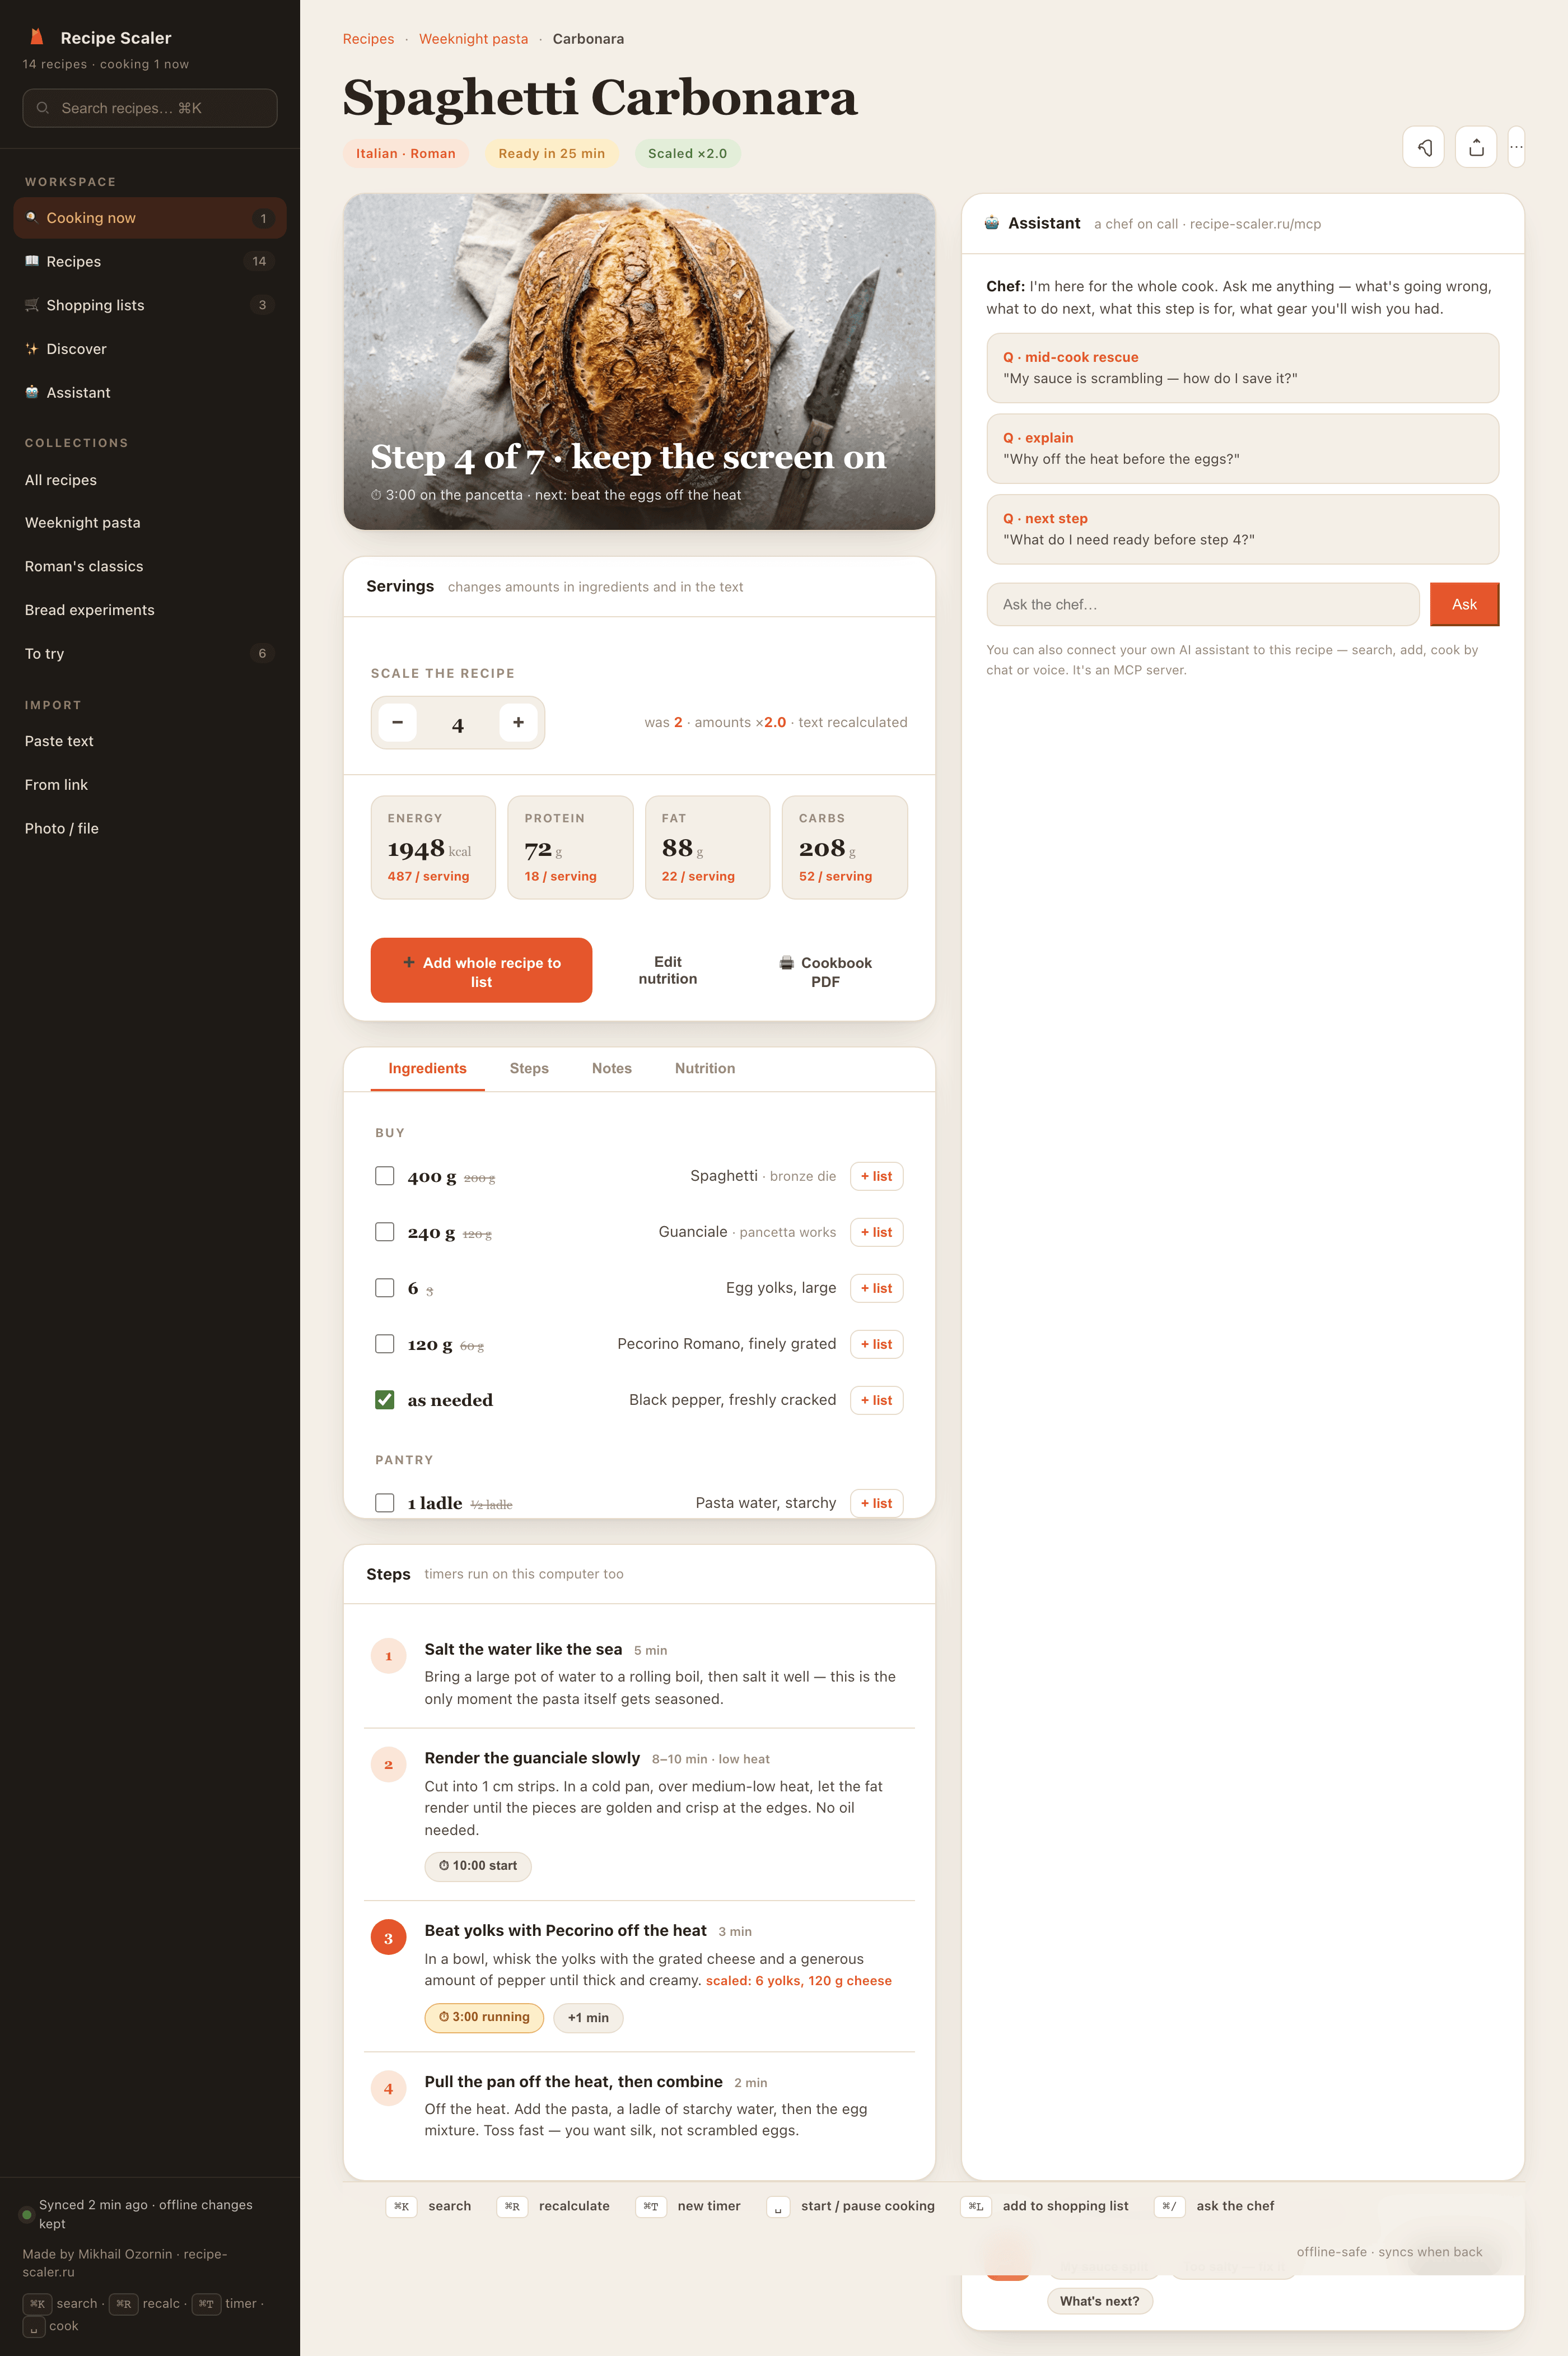 Recipe Scaler
14 recipes · cooking 1 now
Search recipes... ⌘K
WORKSPACE
Cooking now 1
Recipes 14
Shopping lists 3
Discover
Assistant
COLLECTIONS
All recipes
Weeknight pasta
Roman's classics
Bread experiments
To try 6
IMPORT
Paste text
From link
Photo / file
Synced 2 min ago · offline changes
kept
Made by Mikhail Ozornin · recipe-
scaler.ru
⌘K search · ⌘R recalc · ⌘T timer ·
␣ cook
Recipes · Weeknight pasta · Carbonara
Spaghetti Carbonara
Italian · Roman Ready in 25 min Scaled ×2.0
Step 4 of 7 · keep the screen on
⏱ 3:00 on the pancetta · next: beat the eggs off the heat
Servings changes amounts in ingredients and in the text
SCALE THE RECIPE
− 4 + was 2 · amounts ×2.0 · text recalculated
ENERGY
1948 kcal
487 / serving
PROTEIN
72 g
18 / serving
FAT
88 g
22 / serving
CARBS
208 g
52 / serving
Add whole recipe to
list
Edit
nutrition
Cookbook
PDF
Ingredients Steps Notes Nutrition
BUY
400 g 200 g Spaghetti · bronze die + list
240 g 120 g Guanciale · pancetta works + list
6 3 Egg yolks, large + list
120 g 60 g Pecorino Romano, finely grated + list
as needed Black pepper, freshly cracked + list
PANTRY
1 ladle ½ ladle Pasta water, starchy + list
Steps timers run on this computer too
1 Salt the water like the sea 5 min
Bring a large pot of water to a rolling boil, then salt it well — this is the
only moment the pasta itself gets seasoned.
2 Render the guanciale slowly 8–10 min · low heat
Cut into 1 cm strips. In a cold pan, over medium-low heat, let the fat
render until the pieces are golden and crisp at the edges. No oil
needed.
⏱ 10:00 start
3 Beat yolks with Pecorino off the heat 3 min
In a bowl, whisk the yolks with the grated cheese and a generous
amount of pepper until thick and creamy. scaled: 6 yolks, 120 g cheese
⏱ 3:00 running +1 min
4 Pull the pan off the heat, then combine 2 min
Off the heat. Add the pasta, a ladle of starchy water, then the egg
mixture. Toss fast — you want silk, not scrambled eggs.
Assistant a chef on call · recipe-scaler.ru/mcp
Chef: I'm here for the whole cook. Ask me anything — what's going wrong,
what to do next, what this step is for, what gear you'll wish you had.
Q · mid-cook rescue
"My sauce is scrambling — how do I save it?"
Q · explain
"Why off the heat before the eggs?"
Q · next step
"What do I need ready before step 4?"
Ask the chef... Ask
You can also connect your own AI assistant to this recipe — search, add, cook by
chat or voice. It's an MCP server.
⌘K search ⌘R recalculate ⌘T new timer ␣ start / pause cooking ⌘L add to shopping list ⌘/ ask the chef
offline-safe · syncs when back
What's next?